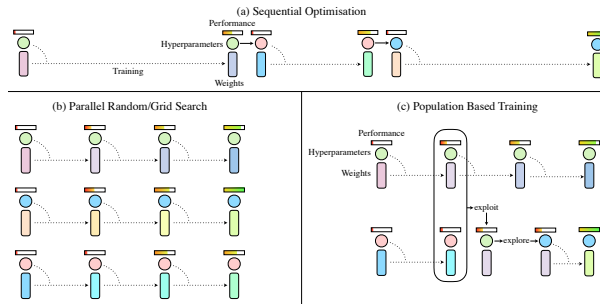 (a) Sequential Optimisation
Performance
Hyperparameters
Training
Weights
(b) Parallel Random/Grid Search
(c) Population Based Training
Performance
Hyperparameters
Weights
exploit
explore